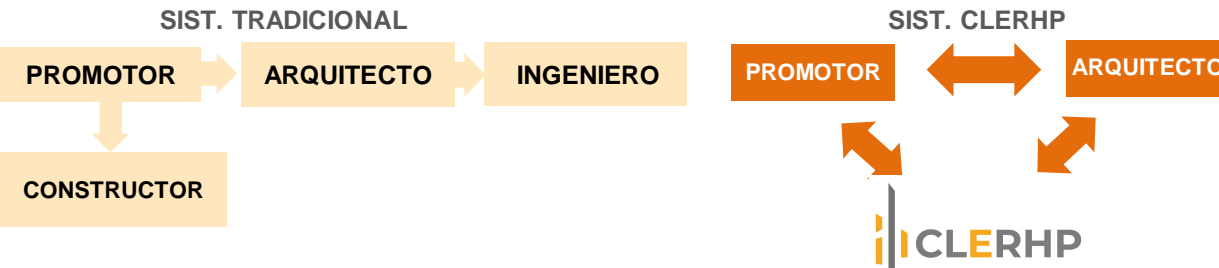 SIST. TRADICIONAL
PROMOTOR
ARQUITECTO
INGENIERO
CONSTRUCTOR
SIST. CLERHP
PROMOTOR
ARQUITECTO
CLERHP